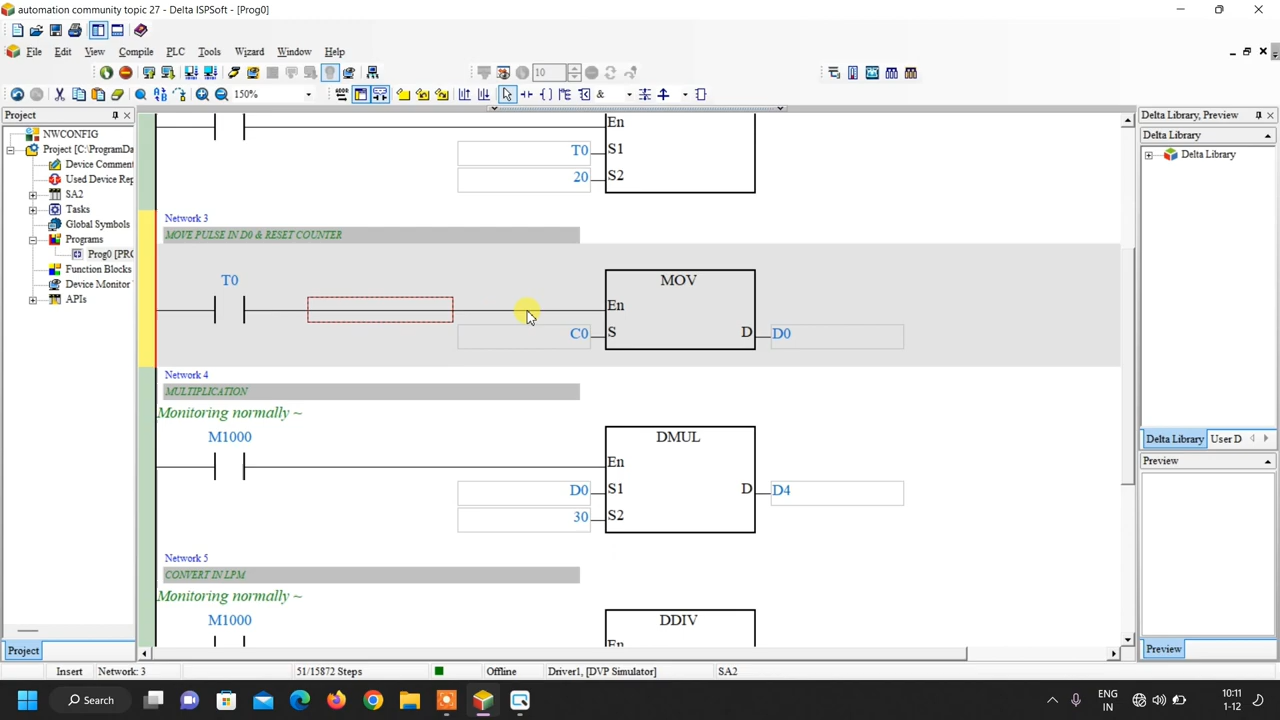 automation community topic 27 - Delta ISPSoft - [Prog0]
File Edit View Compile PLC Tools Wizard Window Help
10
150%
&
Project
NWCONFIG
Project [C:\ProgramDa
Device Comment
Used Device Rep
SA2
Tasks
Global Symbols
Programs
Prog0 [PRC
Function Blocks
Device Monitor
APIs
Project
En
T0 S1
20 S2
Network 3
MOVE PULSE IN D0 & RESET COUNTER
T0
MOV
En
C0 S D D0
Network 4
MULTIPLICATION
Monitoring normally ~
M1000
DMUL
En
D0 S1 D D4
30 S2
Network 5
CONVERT IN LPM
Monitoring normally ~
M1000
DDIV
En
Delta Library, Preview
Delta Library
Delta Library
Delta Library User D
Preview
Preview
Insert Network: 3 51/15872 Steps Offline Driver1, [DVP Simulator] SA2
Search
ENG
IN
10:11
1-12